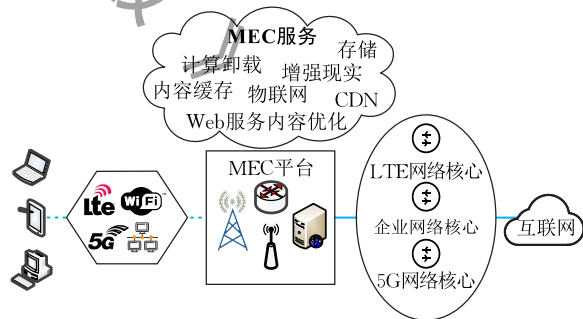 MEC服务
存储
计算卸载
增强现实
内容缓存
物联网
CDN
Web服务内容优化
MEC平台
lte
WiFi
5G
LTE网络核心
企业网络核心
5G网络核心
互联网